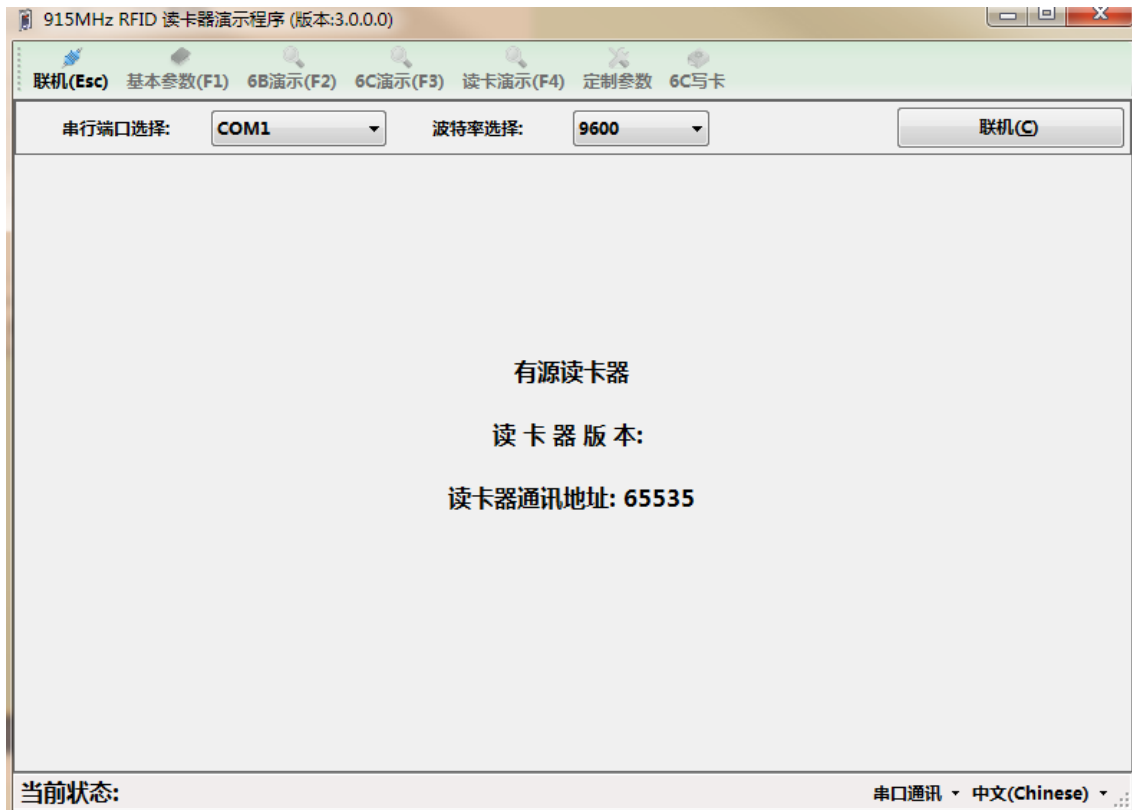 915MHz RFID 读卡器演示程序 (版本:3.0.0.0)
联机(Esc) 基本参数(F1) 6B演示(F2) 6C演示(F3) 读卡演示(F4) 定制参数 6C写卡
串行端口选择: COM1 波特率选择: 9600 联机(C)
有源读卡器
读 卡 器 版 本:
读卡器通讯地址: 65535
当前状态: 串口通讯 中文(Chinese)